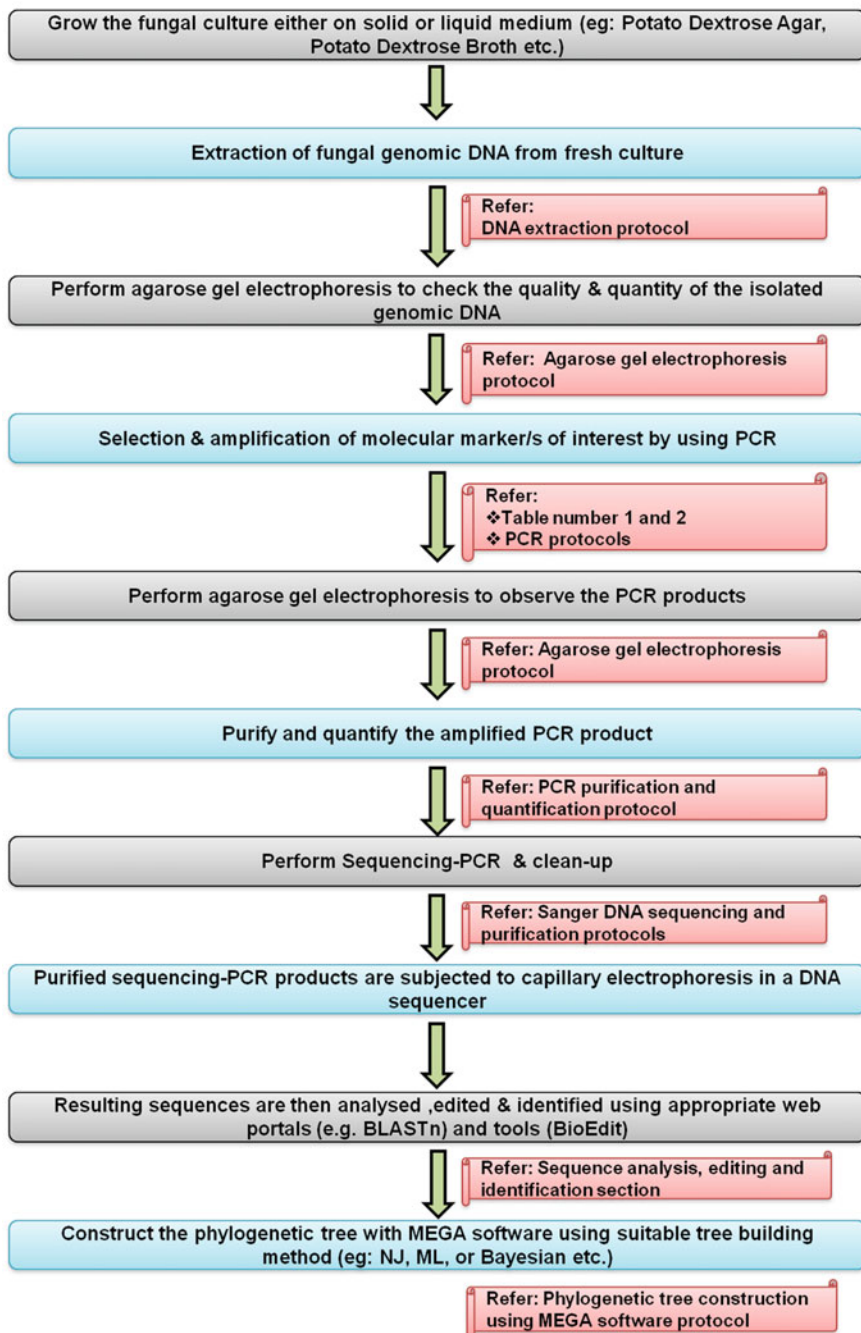 Grow the fungal culture either on solid or liquid medium (eg: Potato Dextrose Agar,
Potato Dextrose Broth etc.)
Extraction of fungal genomic DNA from fresh culture
Refer:
DNA extraction protocol
Perform agarose gel electrophoresis to check the quality & quantity of the isolated
genomic DNA
Refer: Agarose gel electrophoresis
protocol
Selection & amplification of molecular marker/s of interest by using PCR
Refer:
❖Table number 1 and 2
❖ PCR protocols
Perform agarose gel electrophoresis to observe the PCR products
Refer: Agarose gel electrophoresis
protocol
Purify and quantify the amplified PCR product
Refer: PCR purification and
quantification protocol
Perform Sequencing-PCR & clean-up
Refer: Sanger DNA sequencing and
purification protocols
Purified sequencing-PCR products are subjected to capillary electrophoresis in a DNA
sequencer
Resulting sequences are then analysed ,edited & identified using appropriate web
portals (e.g. BLASTn) and tools (BioEdit)
Refer: Sequence analysis, editing and
identification section
Construct the phylogenetic tree with MEGA software using suitable tree building
method (eg: NJ, ML, or Bayesian etc.)
Refer: Phylogenetic tree construction
using MEGA software protocol